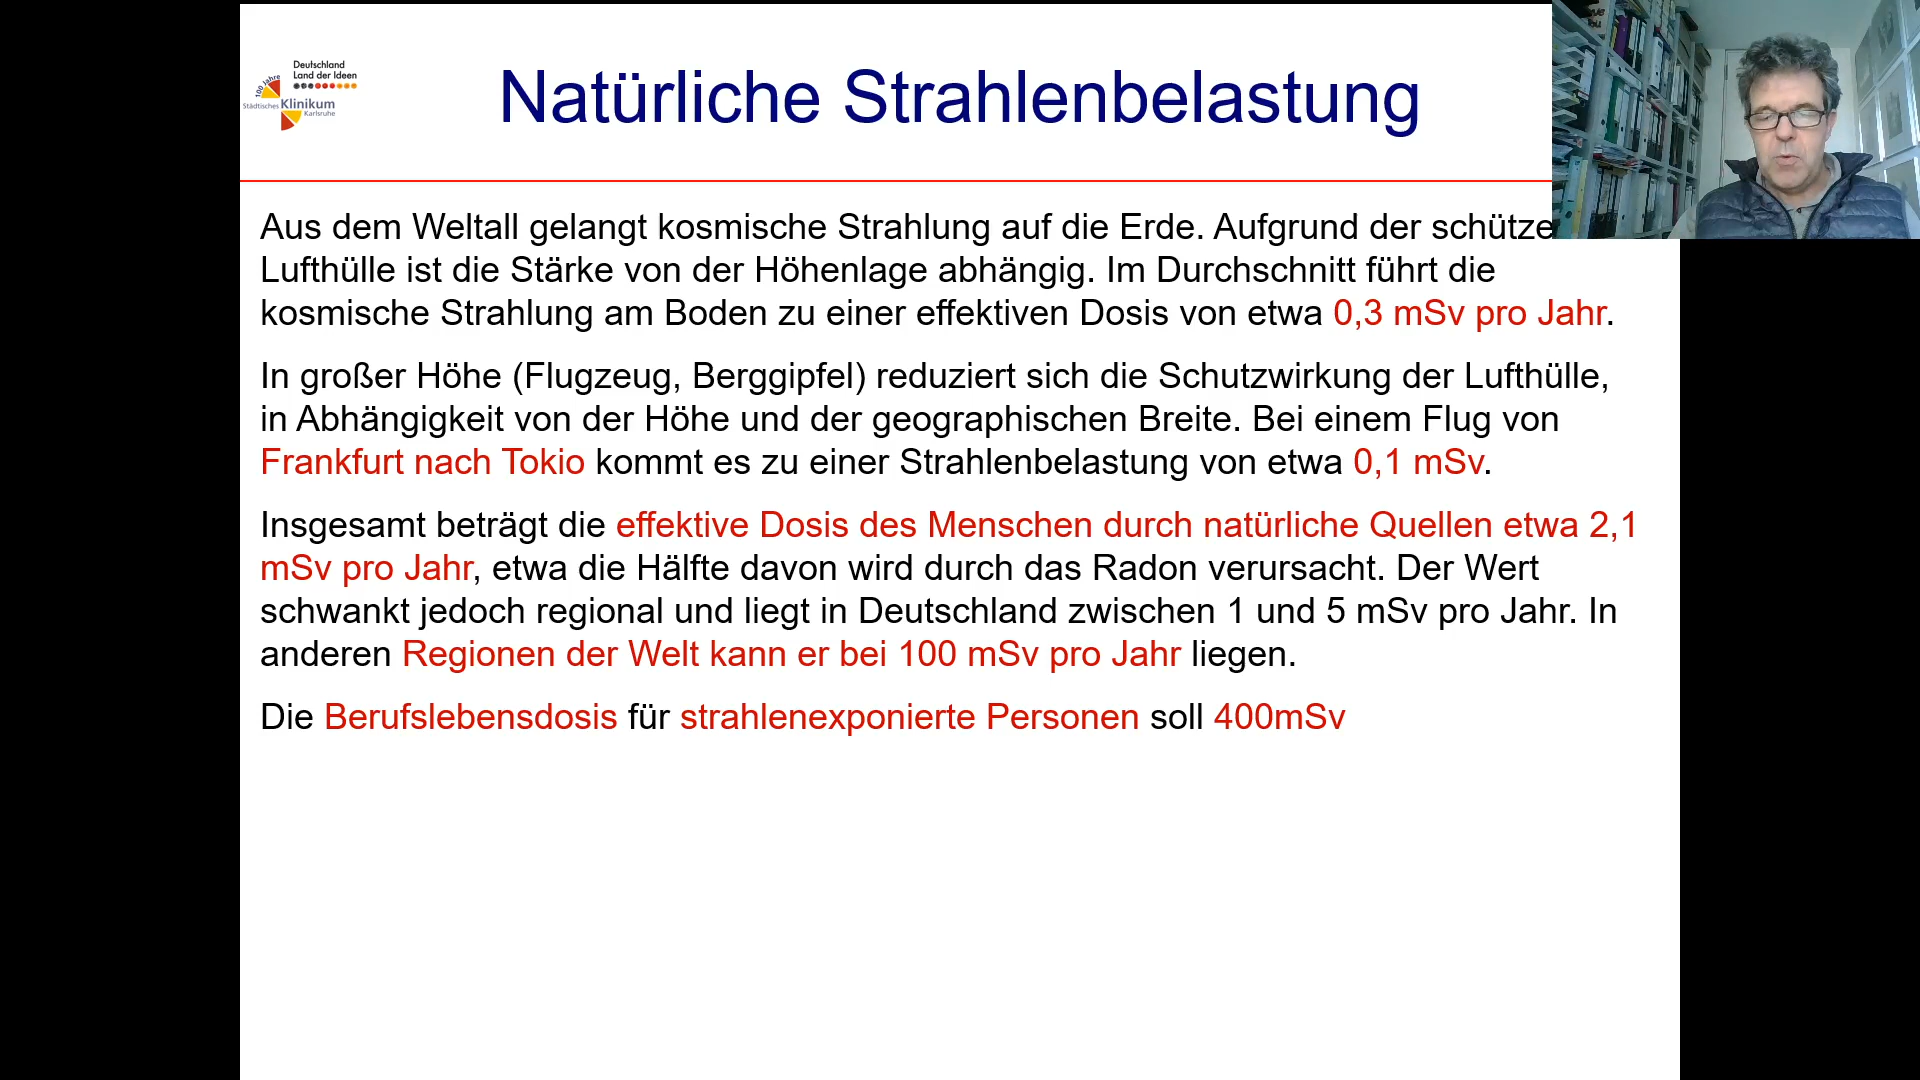 Deutschland
Land der Ideen
100 Jahre
Städtisches Klinikum
Karlsruhe
Natürliche Strahlenbelastung
Aus dem Weltall gelangt kosmische Strahlung auf die Erde. Aufgrund der schütze
Lufthülle ist die Stärke von der Höhenlage abhängig. Im Durchschnitt führt die
kosmische Strahlung am Boden zu einer effektiven Dosis von etwa 0,3 mSv pro Jahr.
In großer Höhe (Flugzeug, Berggipfel) reduziert sich die Schutzwirkung der Lufthülle,
in Abhängigkeit von der Höhe und der geographischen Breite. Bei einem Flug von
Frankfurt nach Tokio kommt es zu einer Strahlenbelastung von etwa 0,1 mSv.
Insgesamt beträgt die effektive Dosis des Menschen durch natürliche Quellen etwa 2,1
mSv pro Jahr, etwa die Hälfte davon wird durch das Radon verursacht. Der Wert
schwankt jedoch regional und liegt in Deutschland zwischen 1 und 5 mSv pro Jahr. In
anderen Regionen der Welt kann er bei 100 mSv pro Jahr liegen.
Die Berufslebensdosis für strahlenexponierte Personen soll 400mSv